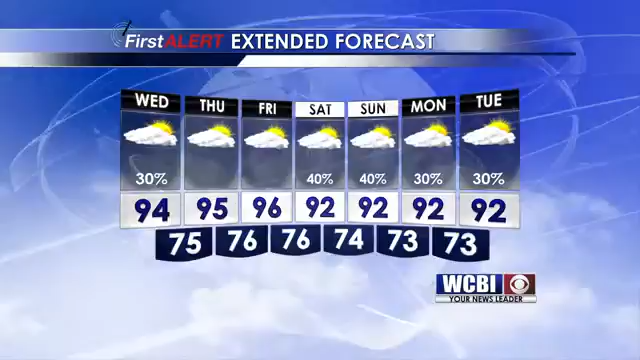 FirstALERT EXTENDED FORECAST
WED THU FRI SAT SUN MON TUE
30% 40% 40% 30% 30%
94 95 96 92 92 92 92
75 76 76 74 73 73
WCBI
YOUR NEWS LEADER